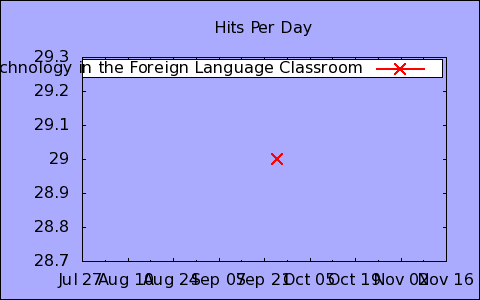 Hits Per Day
29.3
chnology in the Foreign Language Classroom
29.2
29.1
29
28.9
28.8
28.7
Jul 27 Aug 10 Aug 24 Sep 07 Sep 21 Oct 05 Oct 19 Nov 02 Nov 16